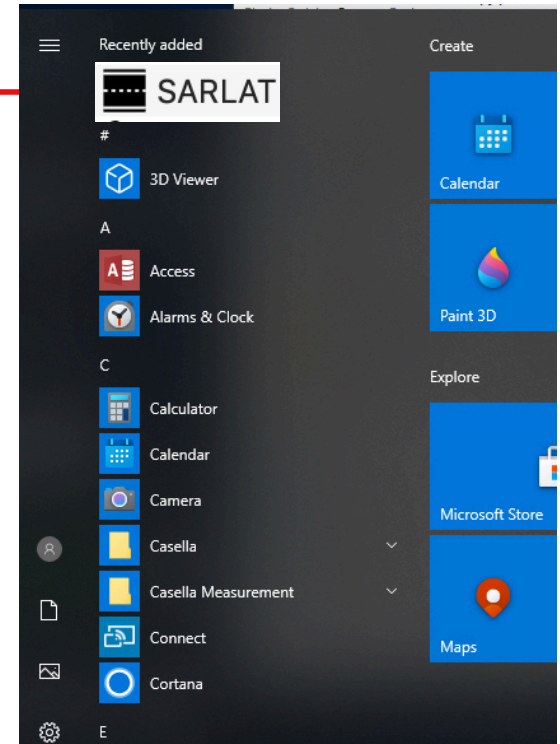 Recently added
SARLAT
#
3D Viewer
A
Access
Alarms & Clock
C
Calculator
Calendar
Camera
Casella
Casella Measurement
Connect
Cortana
E
Create
Calendar
Paint 3D
Explore
Microsoft Store
Maps